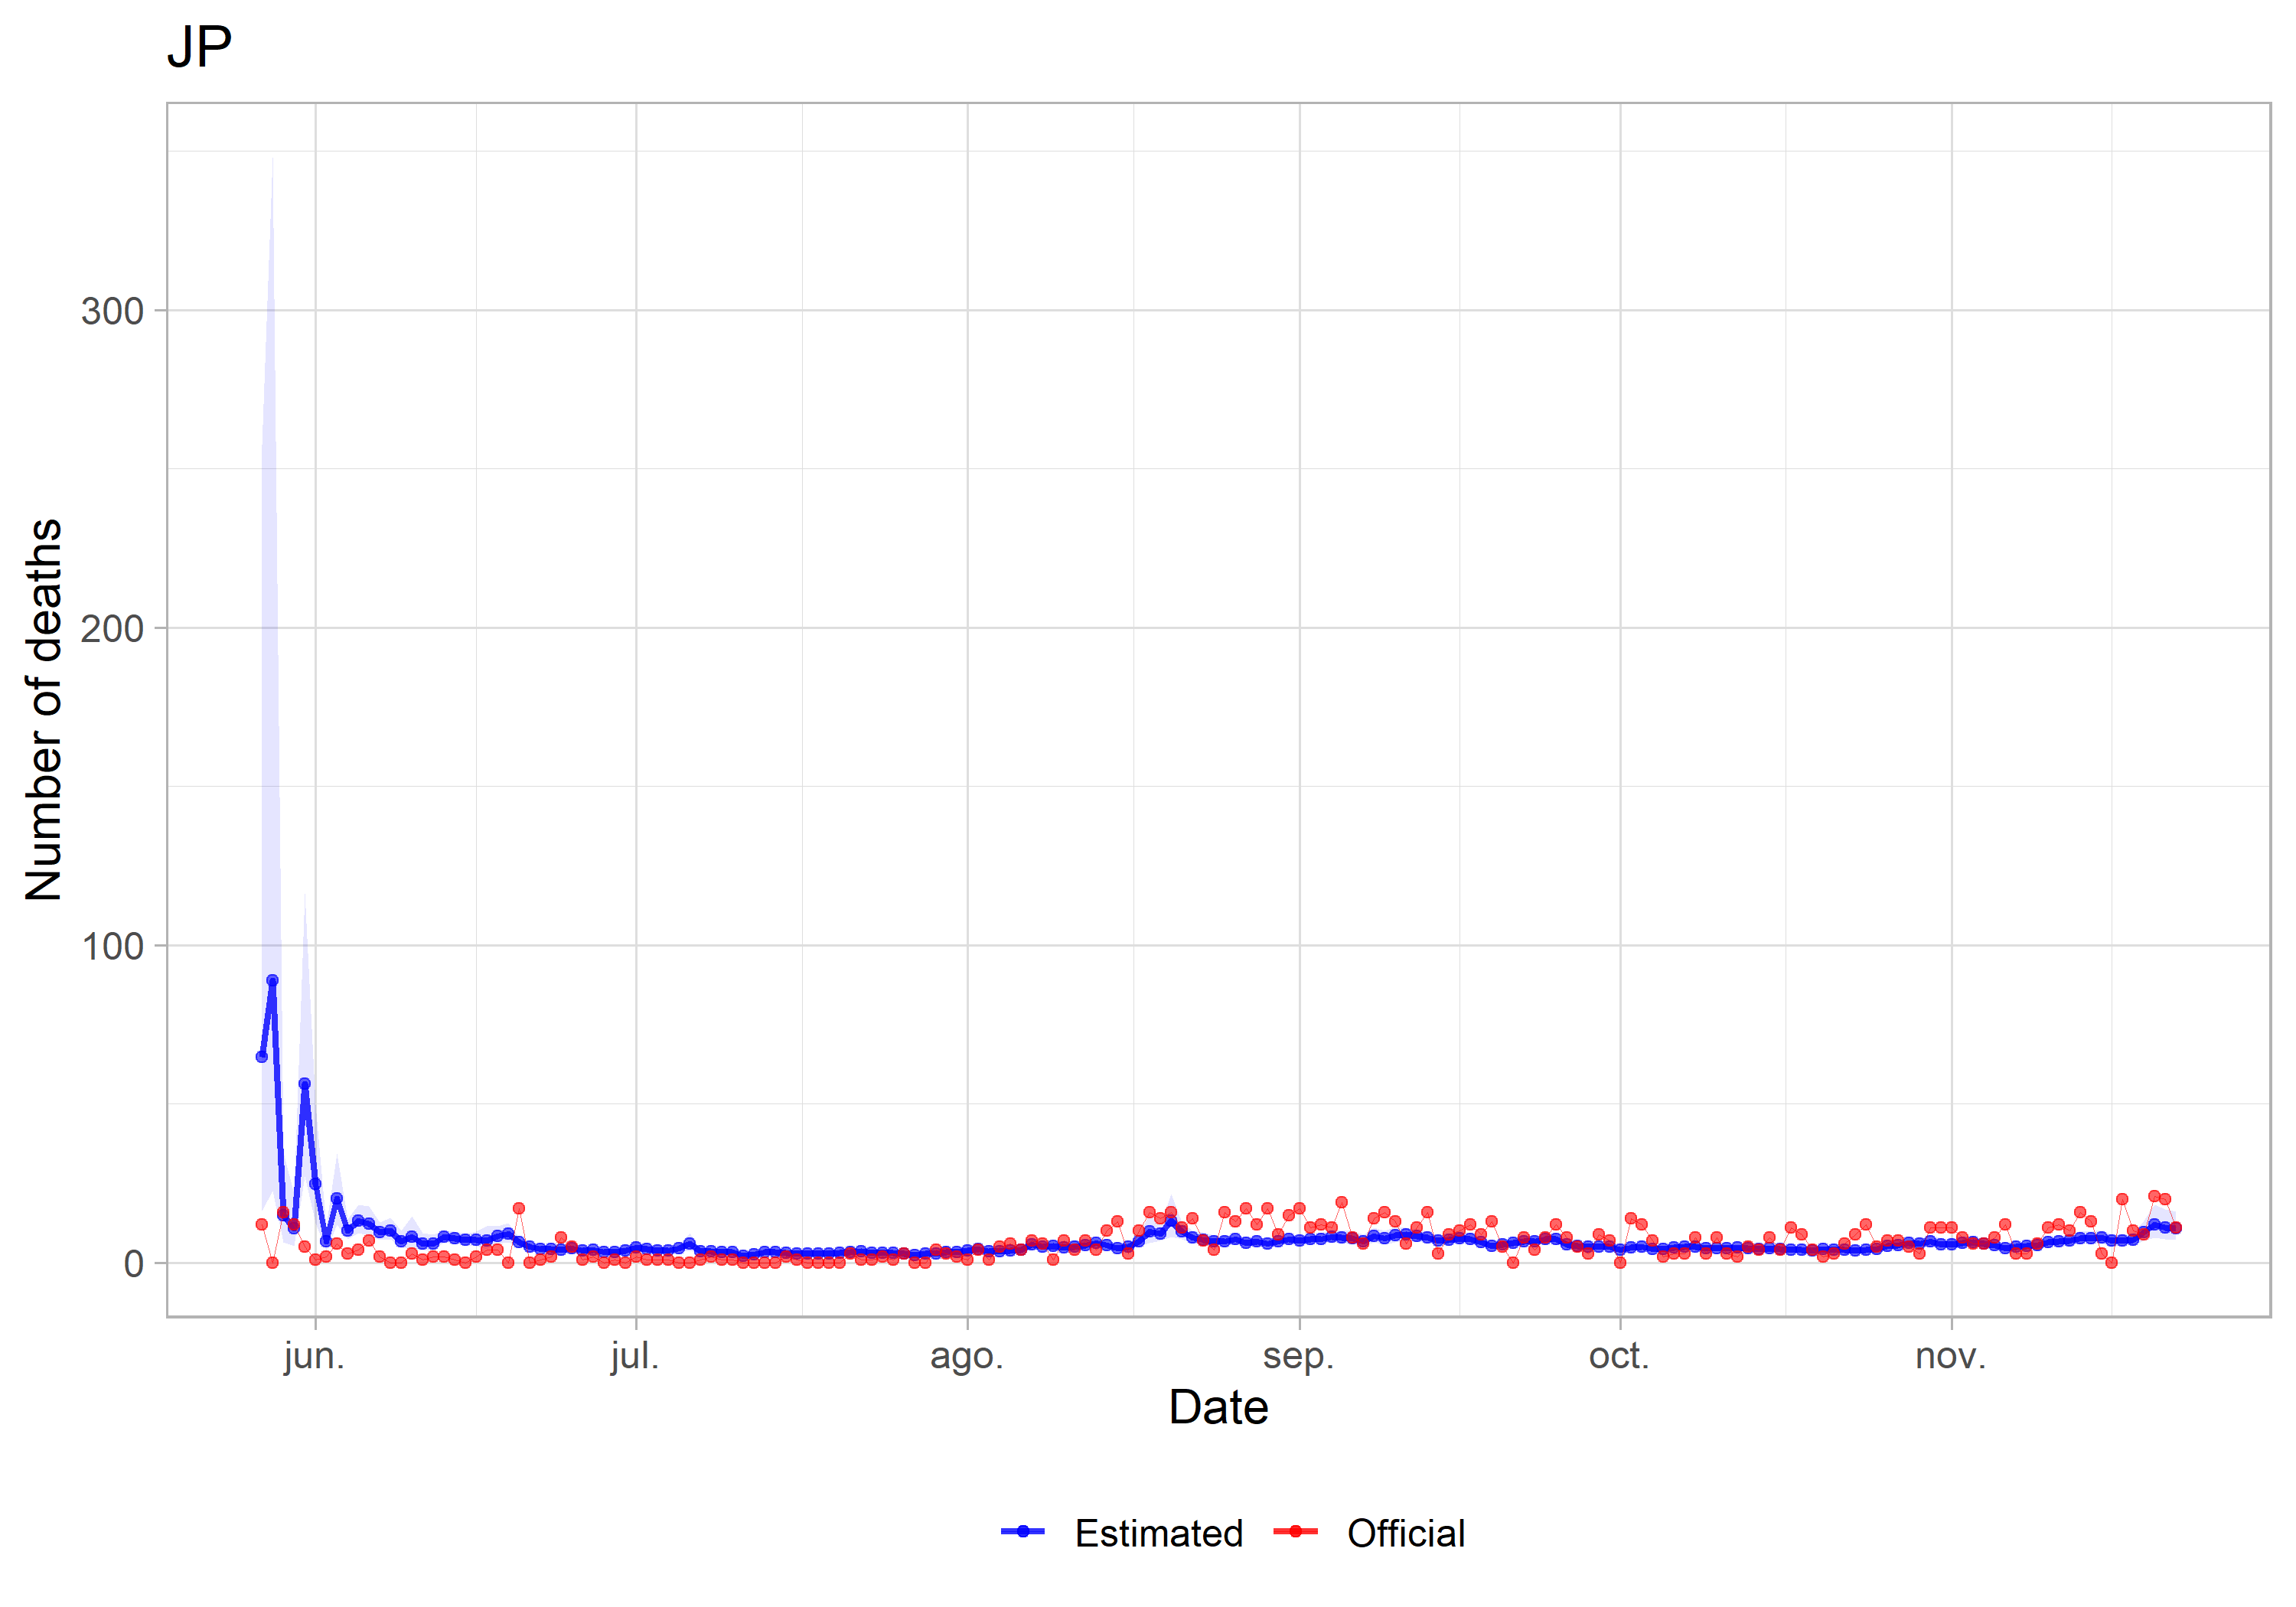 JP
Number of deaths
300
200
100
0
jun.
jul.
ago.
sep.
oct.
nov.
Date
Estimated
Official